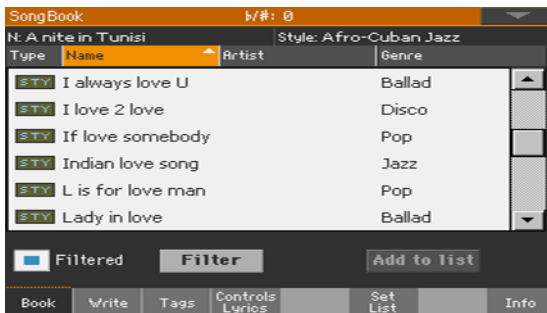 SongBook ♭/#: 0
N: A nite in Tunisi Style: Afro-Cuban Jazz
Type Name Artist Genre
STY I always love U Ballad
STY I love 2 love Disco
STY If love somebody Pop
STY Indian love song Jazz
STY L is for love man Pop
STY Lady in love Ballad
Filtered Filter Add to list
Book Write Tags Controls Lyrics Set List Info